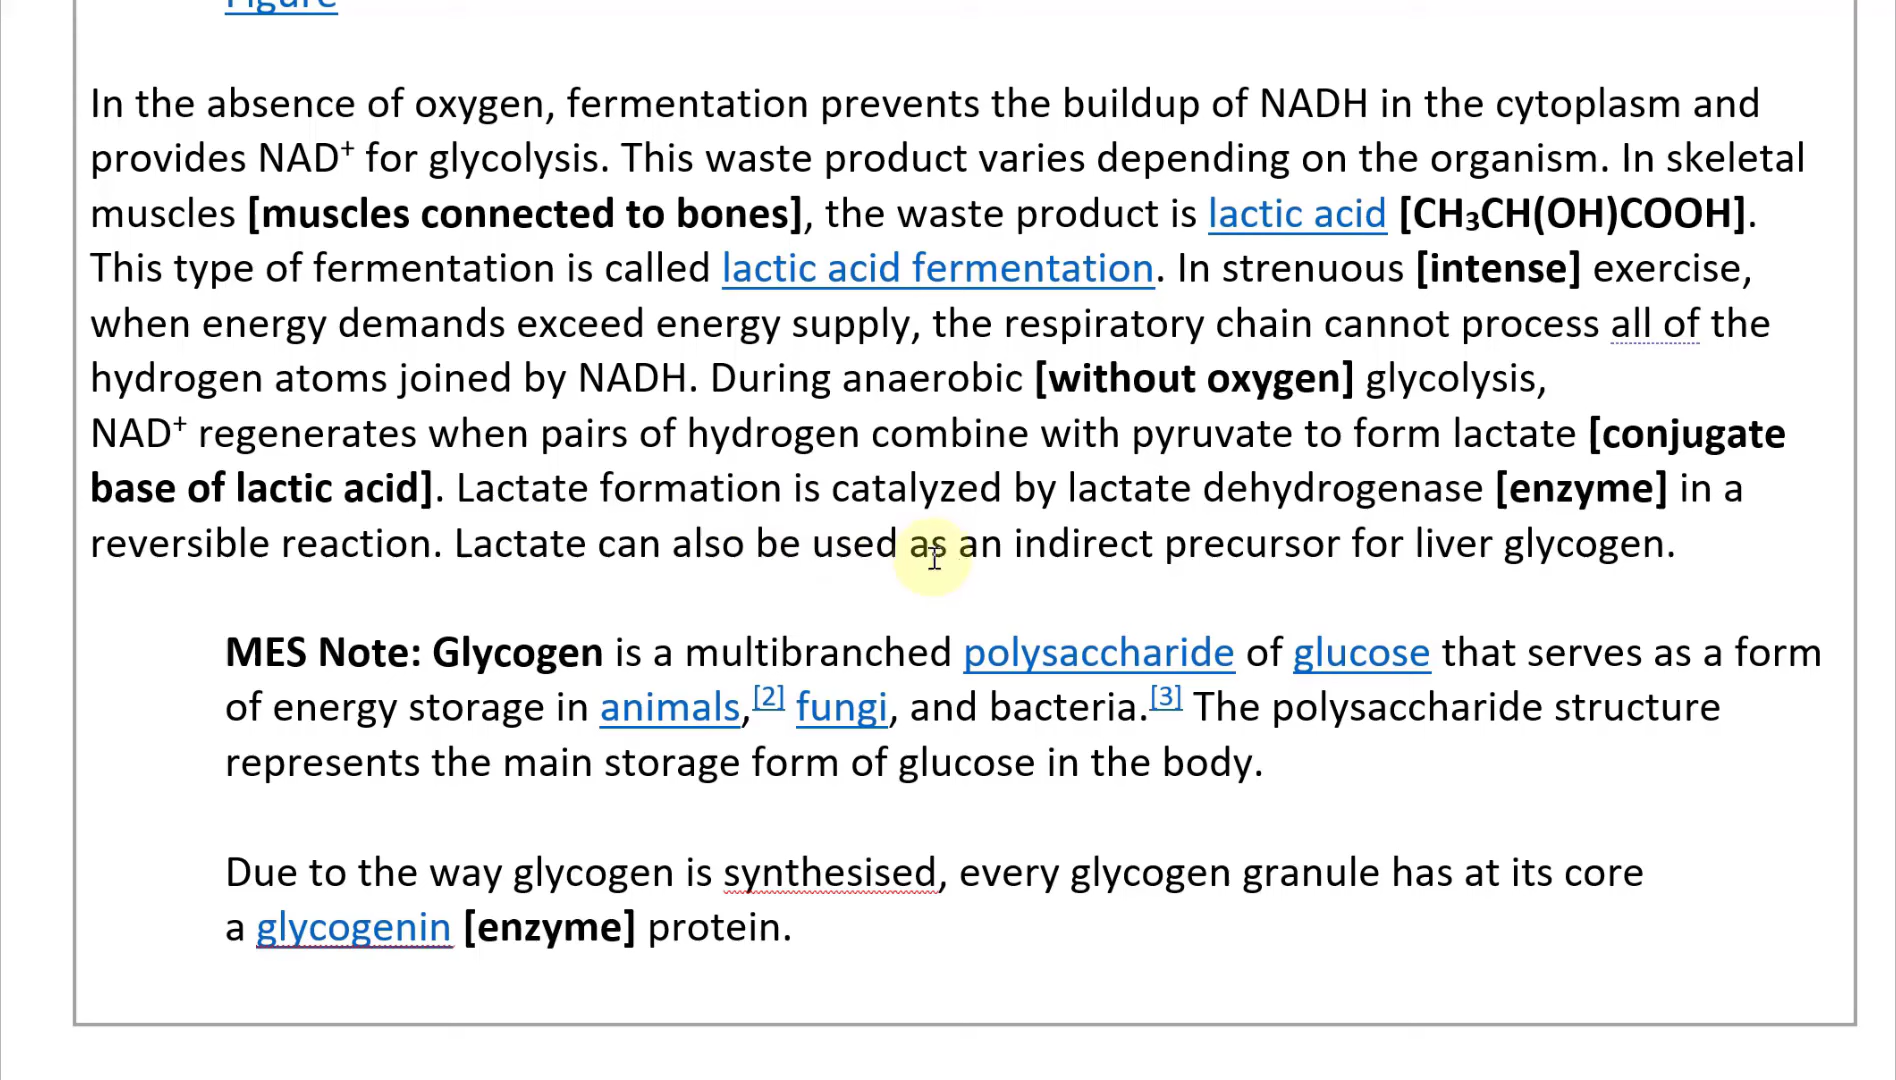 Figure
In the absence of oxygen, fermentation prevents the buildup of NADH in the cytoplasm and
provides NAD⁺ for glycolysis. This waste product varies depending on the organism. In skeletal
muscles [muscles connected to bones], the waste product is lactic acid [CH₃CH(OH)COOH].
This type of fermentation is called lactic acid fermentation. In strenuous [intense] exercise,
when energy demands exceed energy supply, the respiratory chain cannot process all of the
hydrogen atoms joined by NADH. During anaerobic [without oxygen] glycolysis,
NAD⁺ regenerates when pairs of hydrogen combine with pyruvate to form lactate [conjugate
base of lactic acid]. Lactate formation is catalyzed by lactate dehydrogenase [enzyme] in a
reversible reaction. Lactate can also be used as an indirect precursor for liver glycogen.
MES Note: Glycogen is a multibranched polysaccharide of glucose that serves as a form
of energy storage in animals,[2] fungi, and bacteria.[3] The polysaccharide structure
represents the main storage form of glucose in the body.
Due to the way glycogen is synthesised, every glycogen granule has at its core
a glycogenin [enzyme] protein.